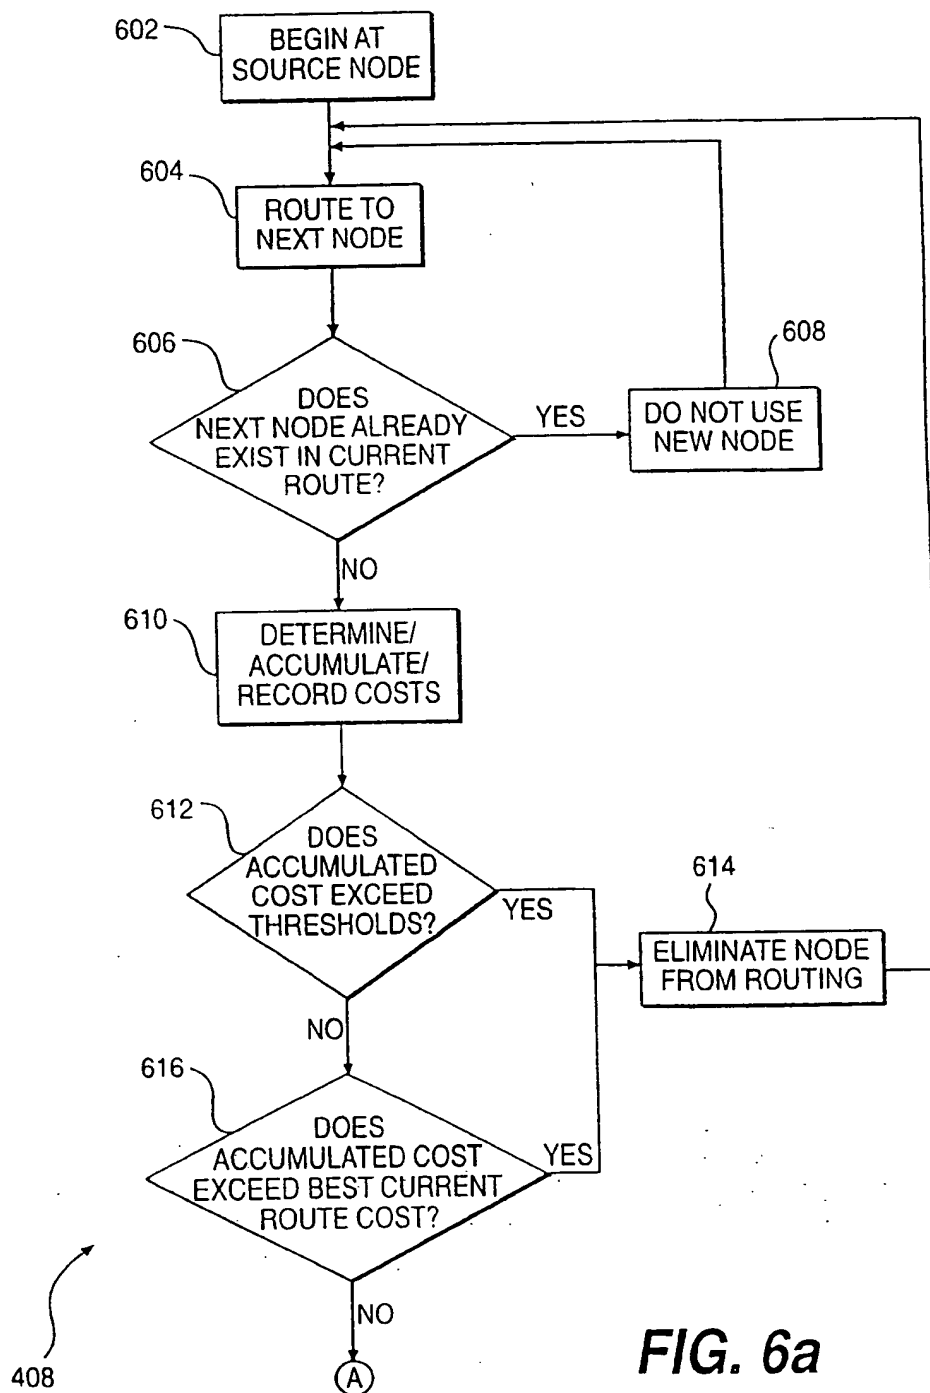 602
BEGIN AT
SOURCE NODE
604
ROUTE TO
NEXT NODE
606
DOES
NEXT NODE ALREADY
EXIST IN CURRENT
ROUTE?
YES
608
DO NOT USE
NEW NODE
NO
610
DETERMINE/
ACCUMULATE/
RECORD COSTS
612
DOES
ACCUMULATED
COST EXCEED
THRESHOLDS?
YES
614
ELIMINATE NODE
FROM ROUTING
NO
616
DOES
ACCUMULATED COST
EXCEED BEST CURRENT
ROUTE COST?
YES
NO
A
408
FIG. 6a